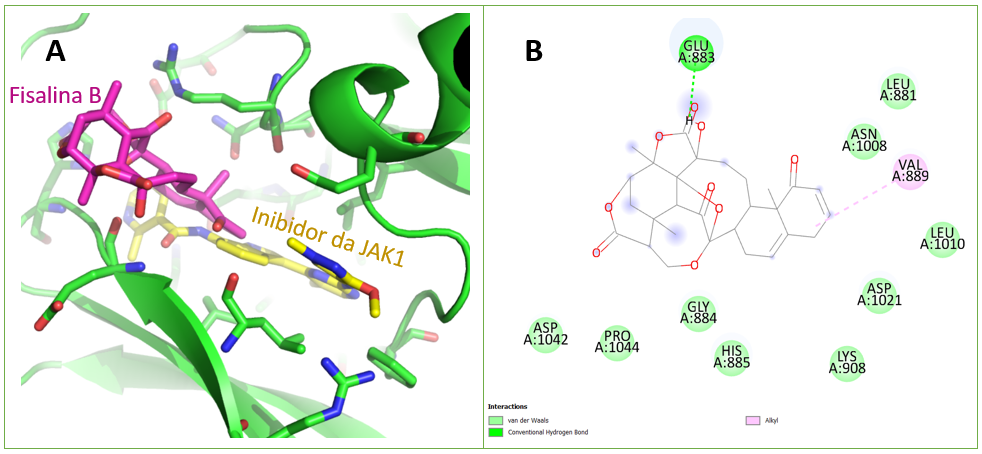 A
Fisalina B
Inibidor da JAK1
B
GLU
A:883
LEU
A:881
ASN
A:1008
VAL
A:889
LEU
A:1010
ASP
A:1021
GLY
A:884
HIS
A:885
LYS
A:908
PRO
A:1044
ASP
A:1042
O
H
O
O
O
O
O
O
O
O
O
Interactions
van der Waals
Conventional Hydrogen Bond
Alkyl